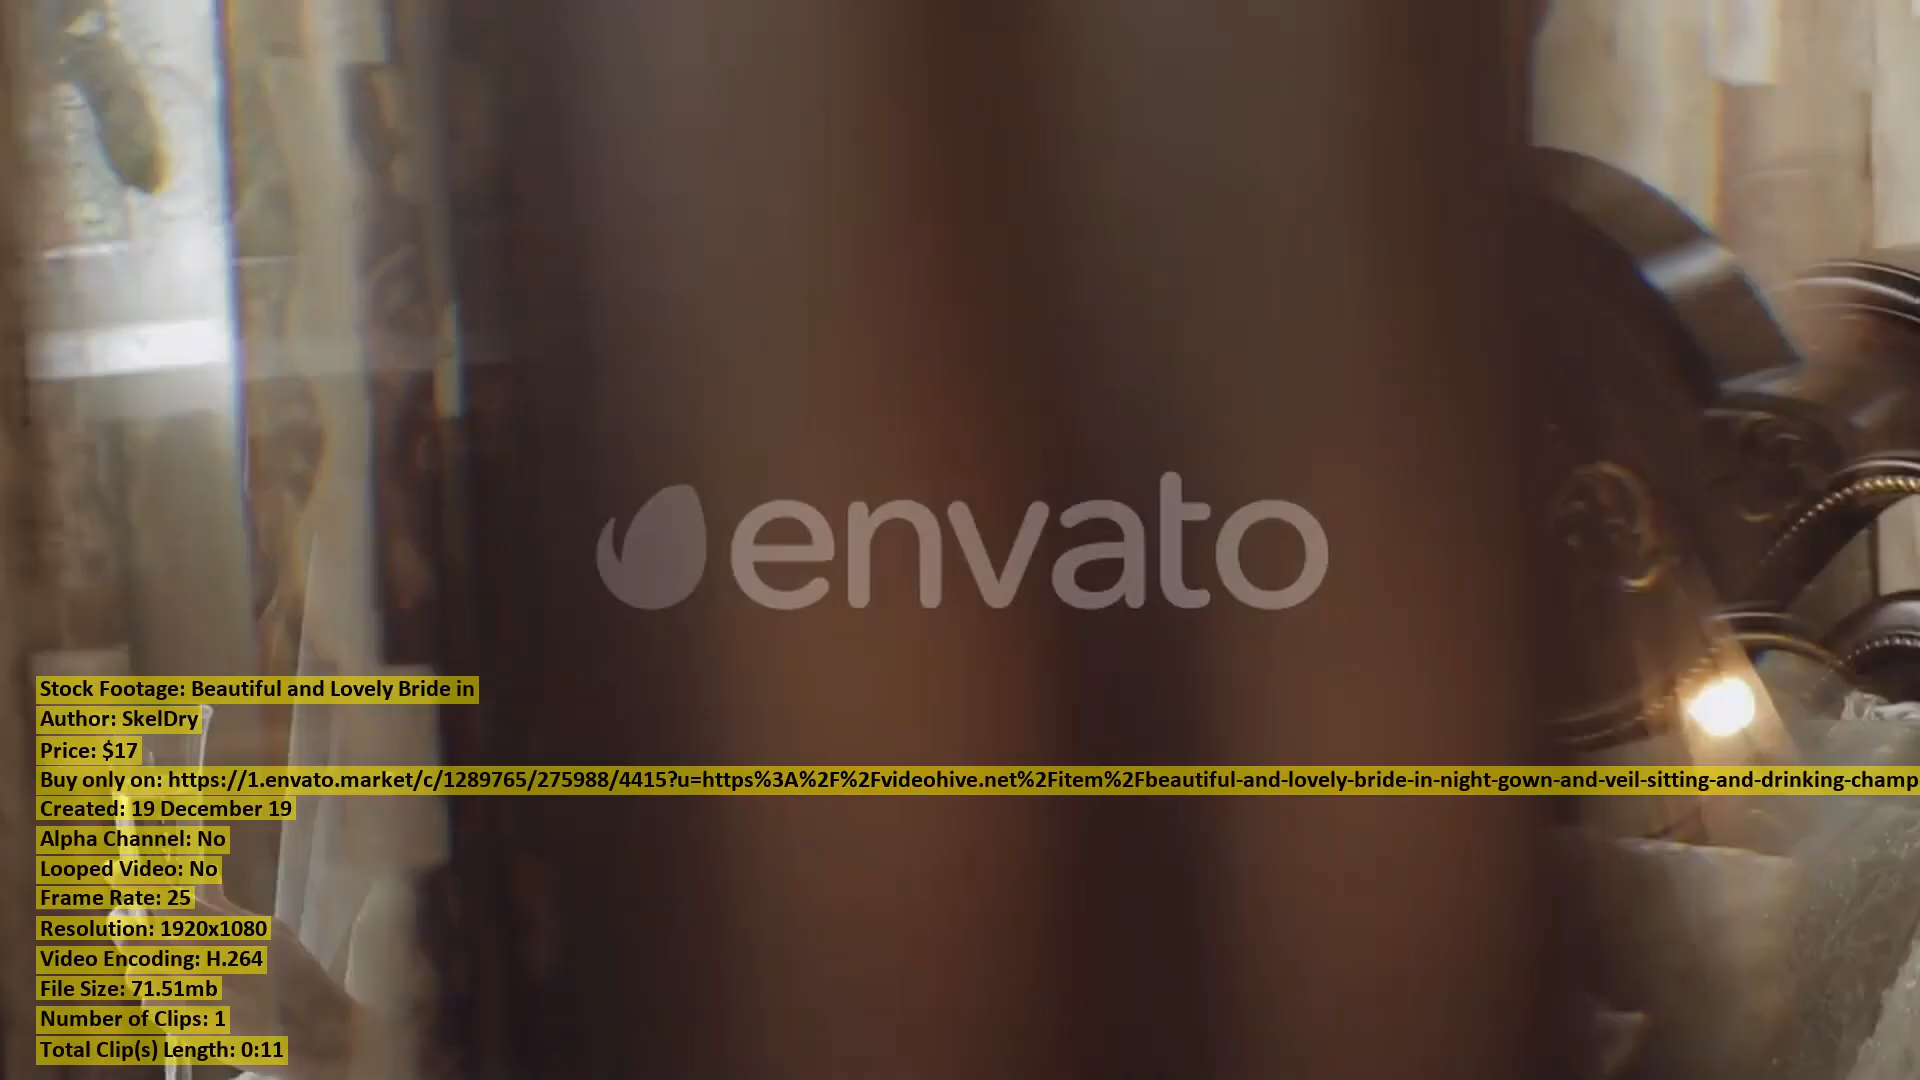 envato
Stock Footage: Beautiful and Lovely Bride in
Author: SkelDry
Price: $17
Buy only on: https://1.envato.market/c/1289765/275988/4415?u=https%3A%2F%2Fvideohive.net%2Fitem%2Fbeautiful-and-lovely-bride-in-night-gown-and-veil-sitting-and-drinking-champ
Created: 19 December 19
Alpha Channel: No
Looped Video: No
Frame Rate: 25
Resolution: 1920x1080
Video Encoding: H.264
File Size: 71.51mb
Number of Clips: 1
Total Clip(s) Length: 0:11